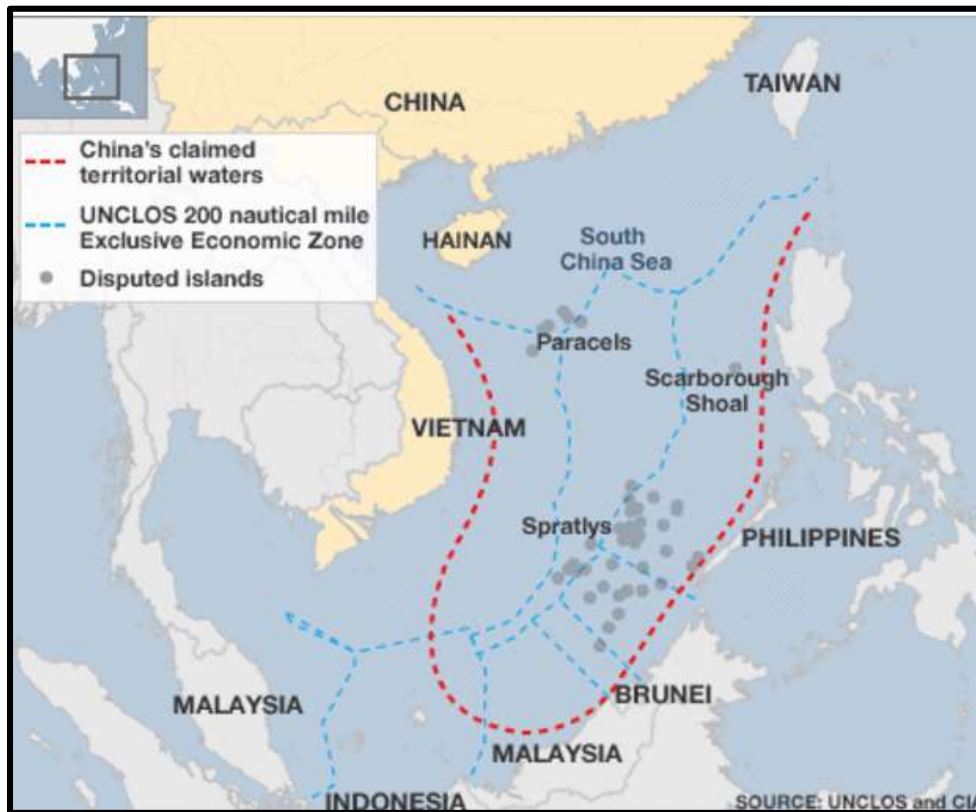 CHINA
TAIWAN
China's claimed
territorial waters
UNCLOS 200 nautical mile
Exclusive Economic Zone
Disputed islands
HAINAN
South
China Sea
Paracels
Scarborough
Shoal
VIETNAM
Spratlys
PHILIPPINES
MALAYSIA
BRUNEI
MALAYSIA
INDONESIA
SOURCE: UNCLOS and